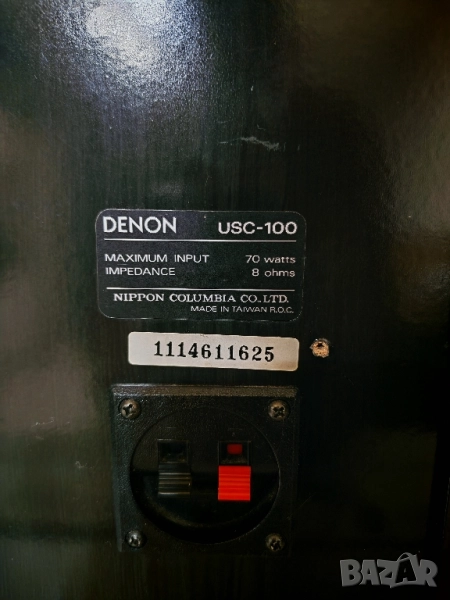 DENON USC-100
MAXIMUM INPUT 70 watts
IMPEDANCE 8 ohms
NIPPON COLUMBIA CO. LTD.
MADE IN TAIWAN R.O.C.
1114611625
BAZAR